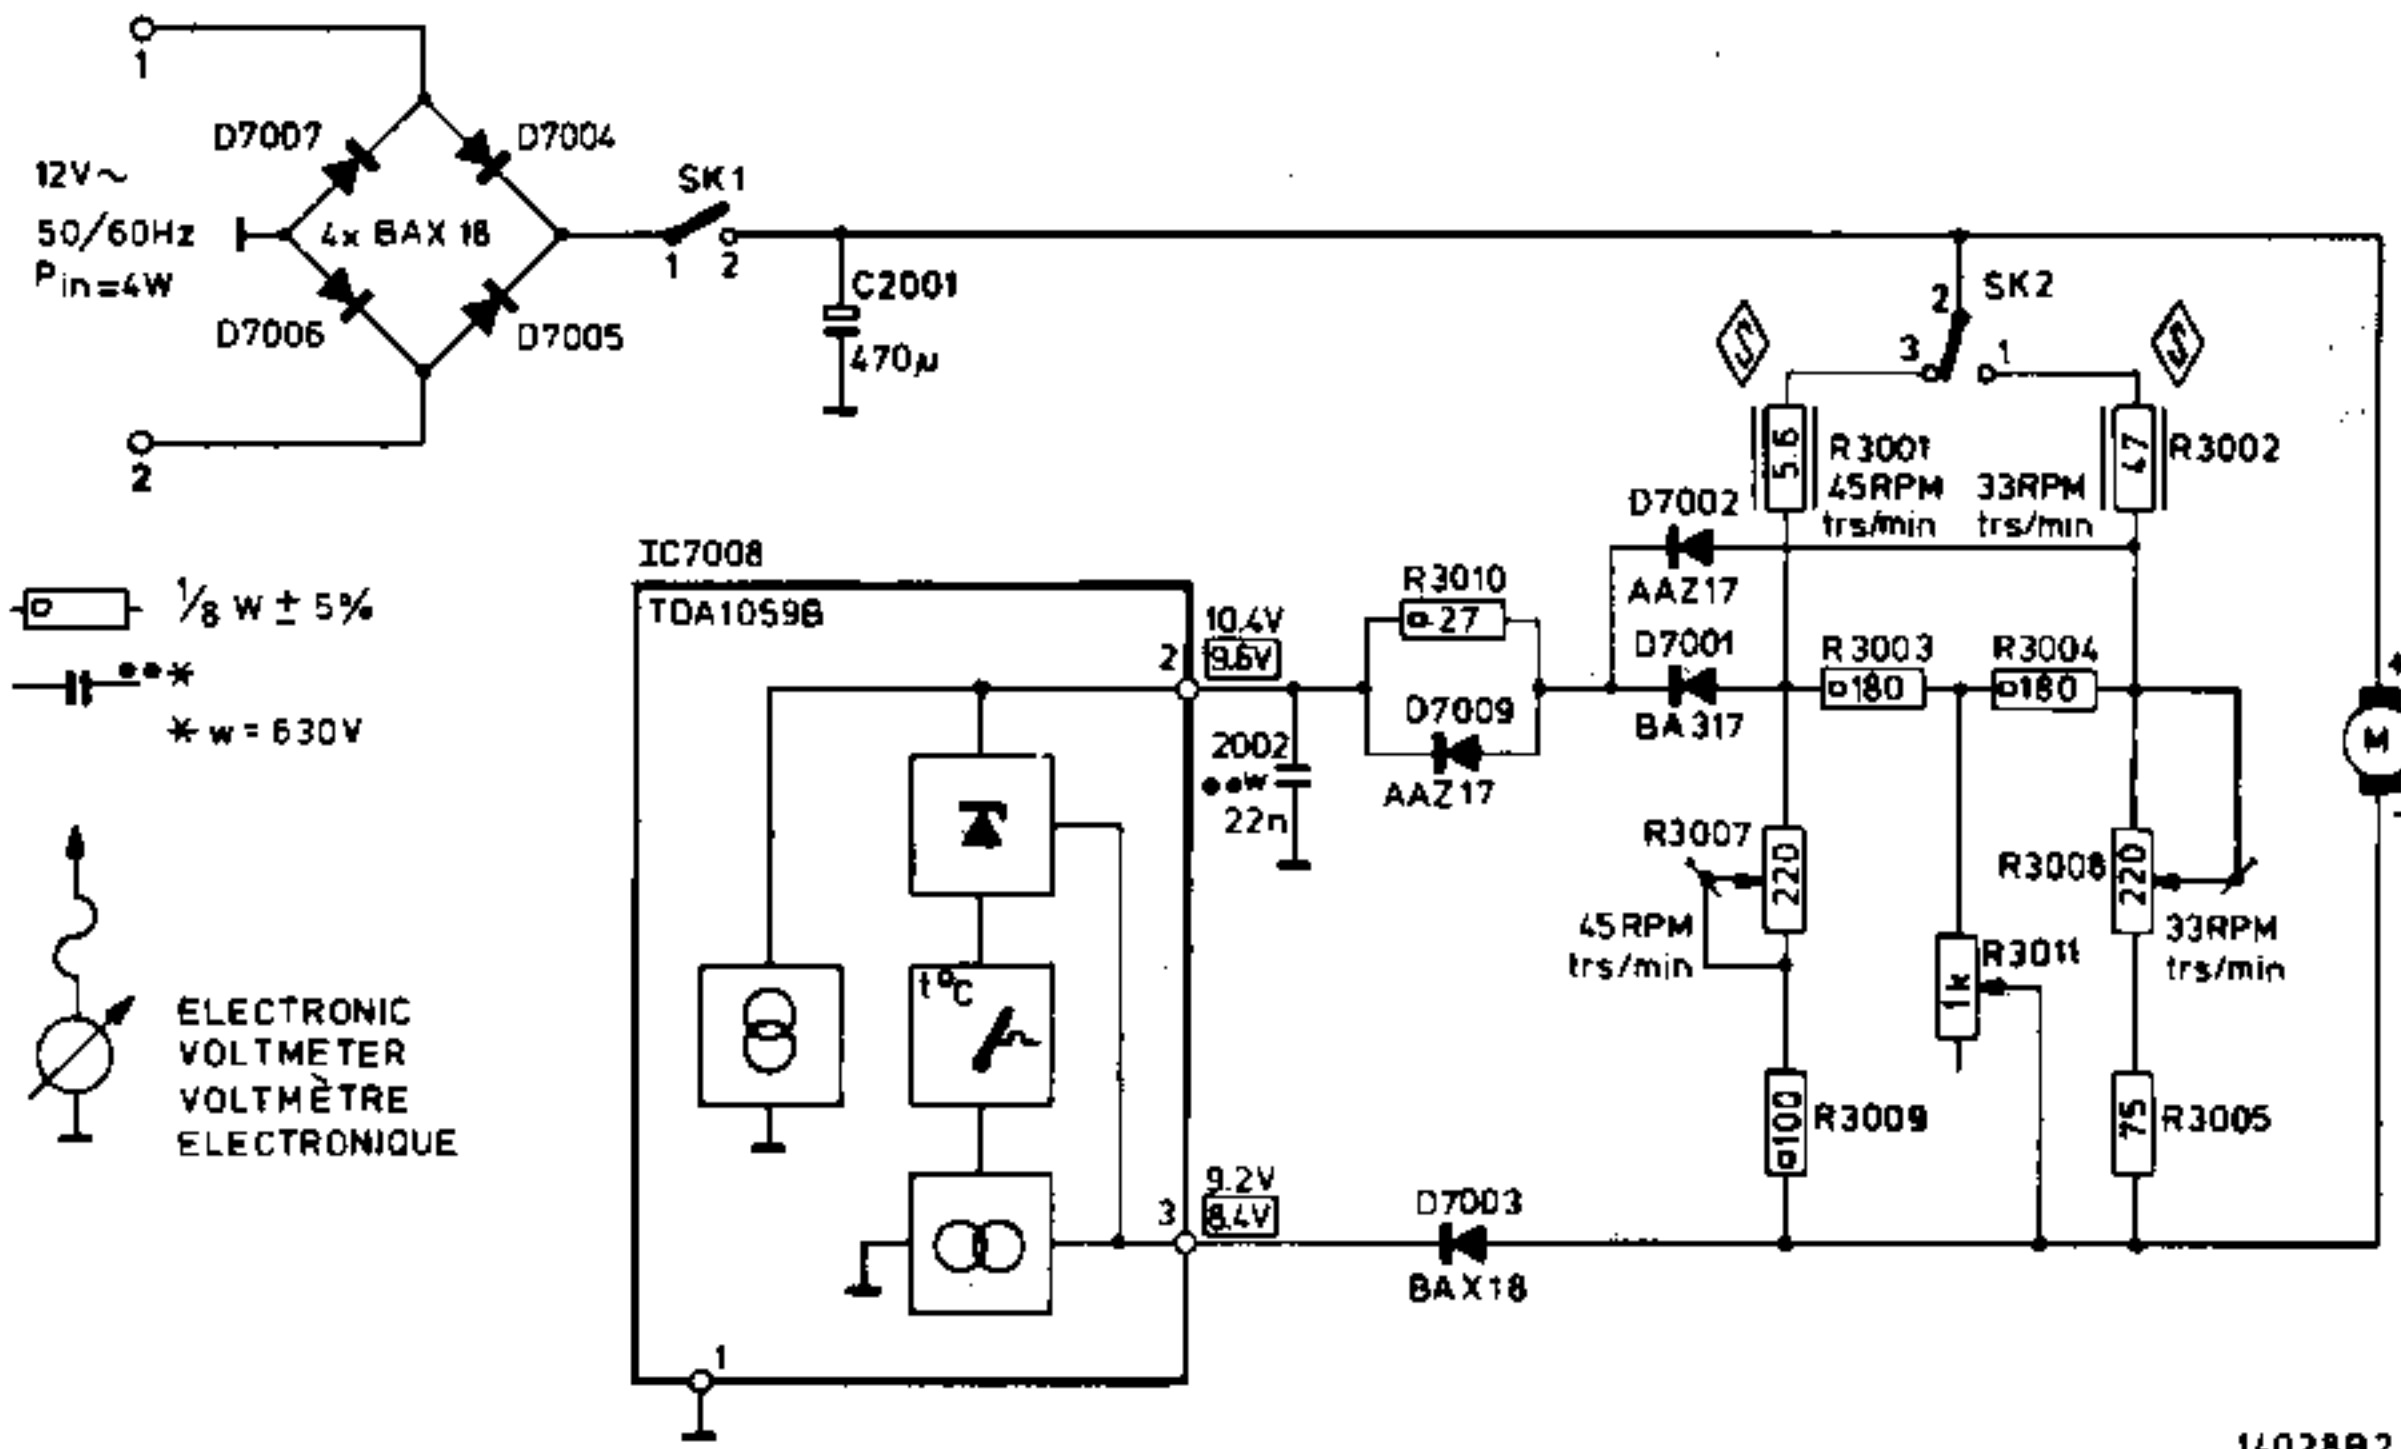 1
D7007
D7004
12V~
50/60Hz
Pin=4W
4x BAX 18
SK1
1
2
D7006
D7005
C2001
470µ
2
SK2
2
3
1
S
S
5.6
R3001
45RPM
trs/min
33RPM
trs/min
47
R3002
D7002
AAZ17
IC7008
TDA1059B
1/8 W ± 5%
*
* w = 630V
R3010
27
10.4V
9.6V
2
D7001
BA317
R3003
180
R3004
180
D7009
AAZ17
2002
w
22n
M
R3007
220
45RPM
trs/min
R3008
220
33RPM
trs/min
R3011
1k
t°C
ELECTRONIC
VOLTMETER
VOLTMÈTRE
ELECTRONIQUE
100
R3009
75
R3005
9.2V
8.4V
3
D7003
BAX18
1